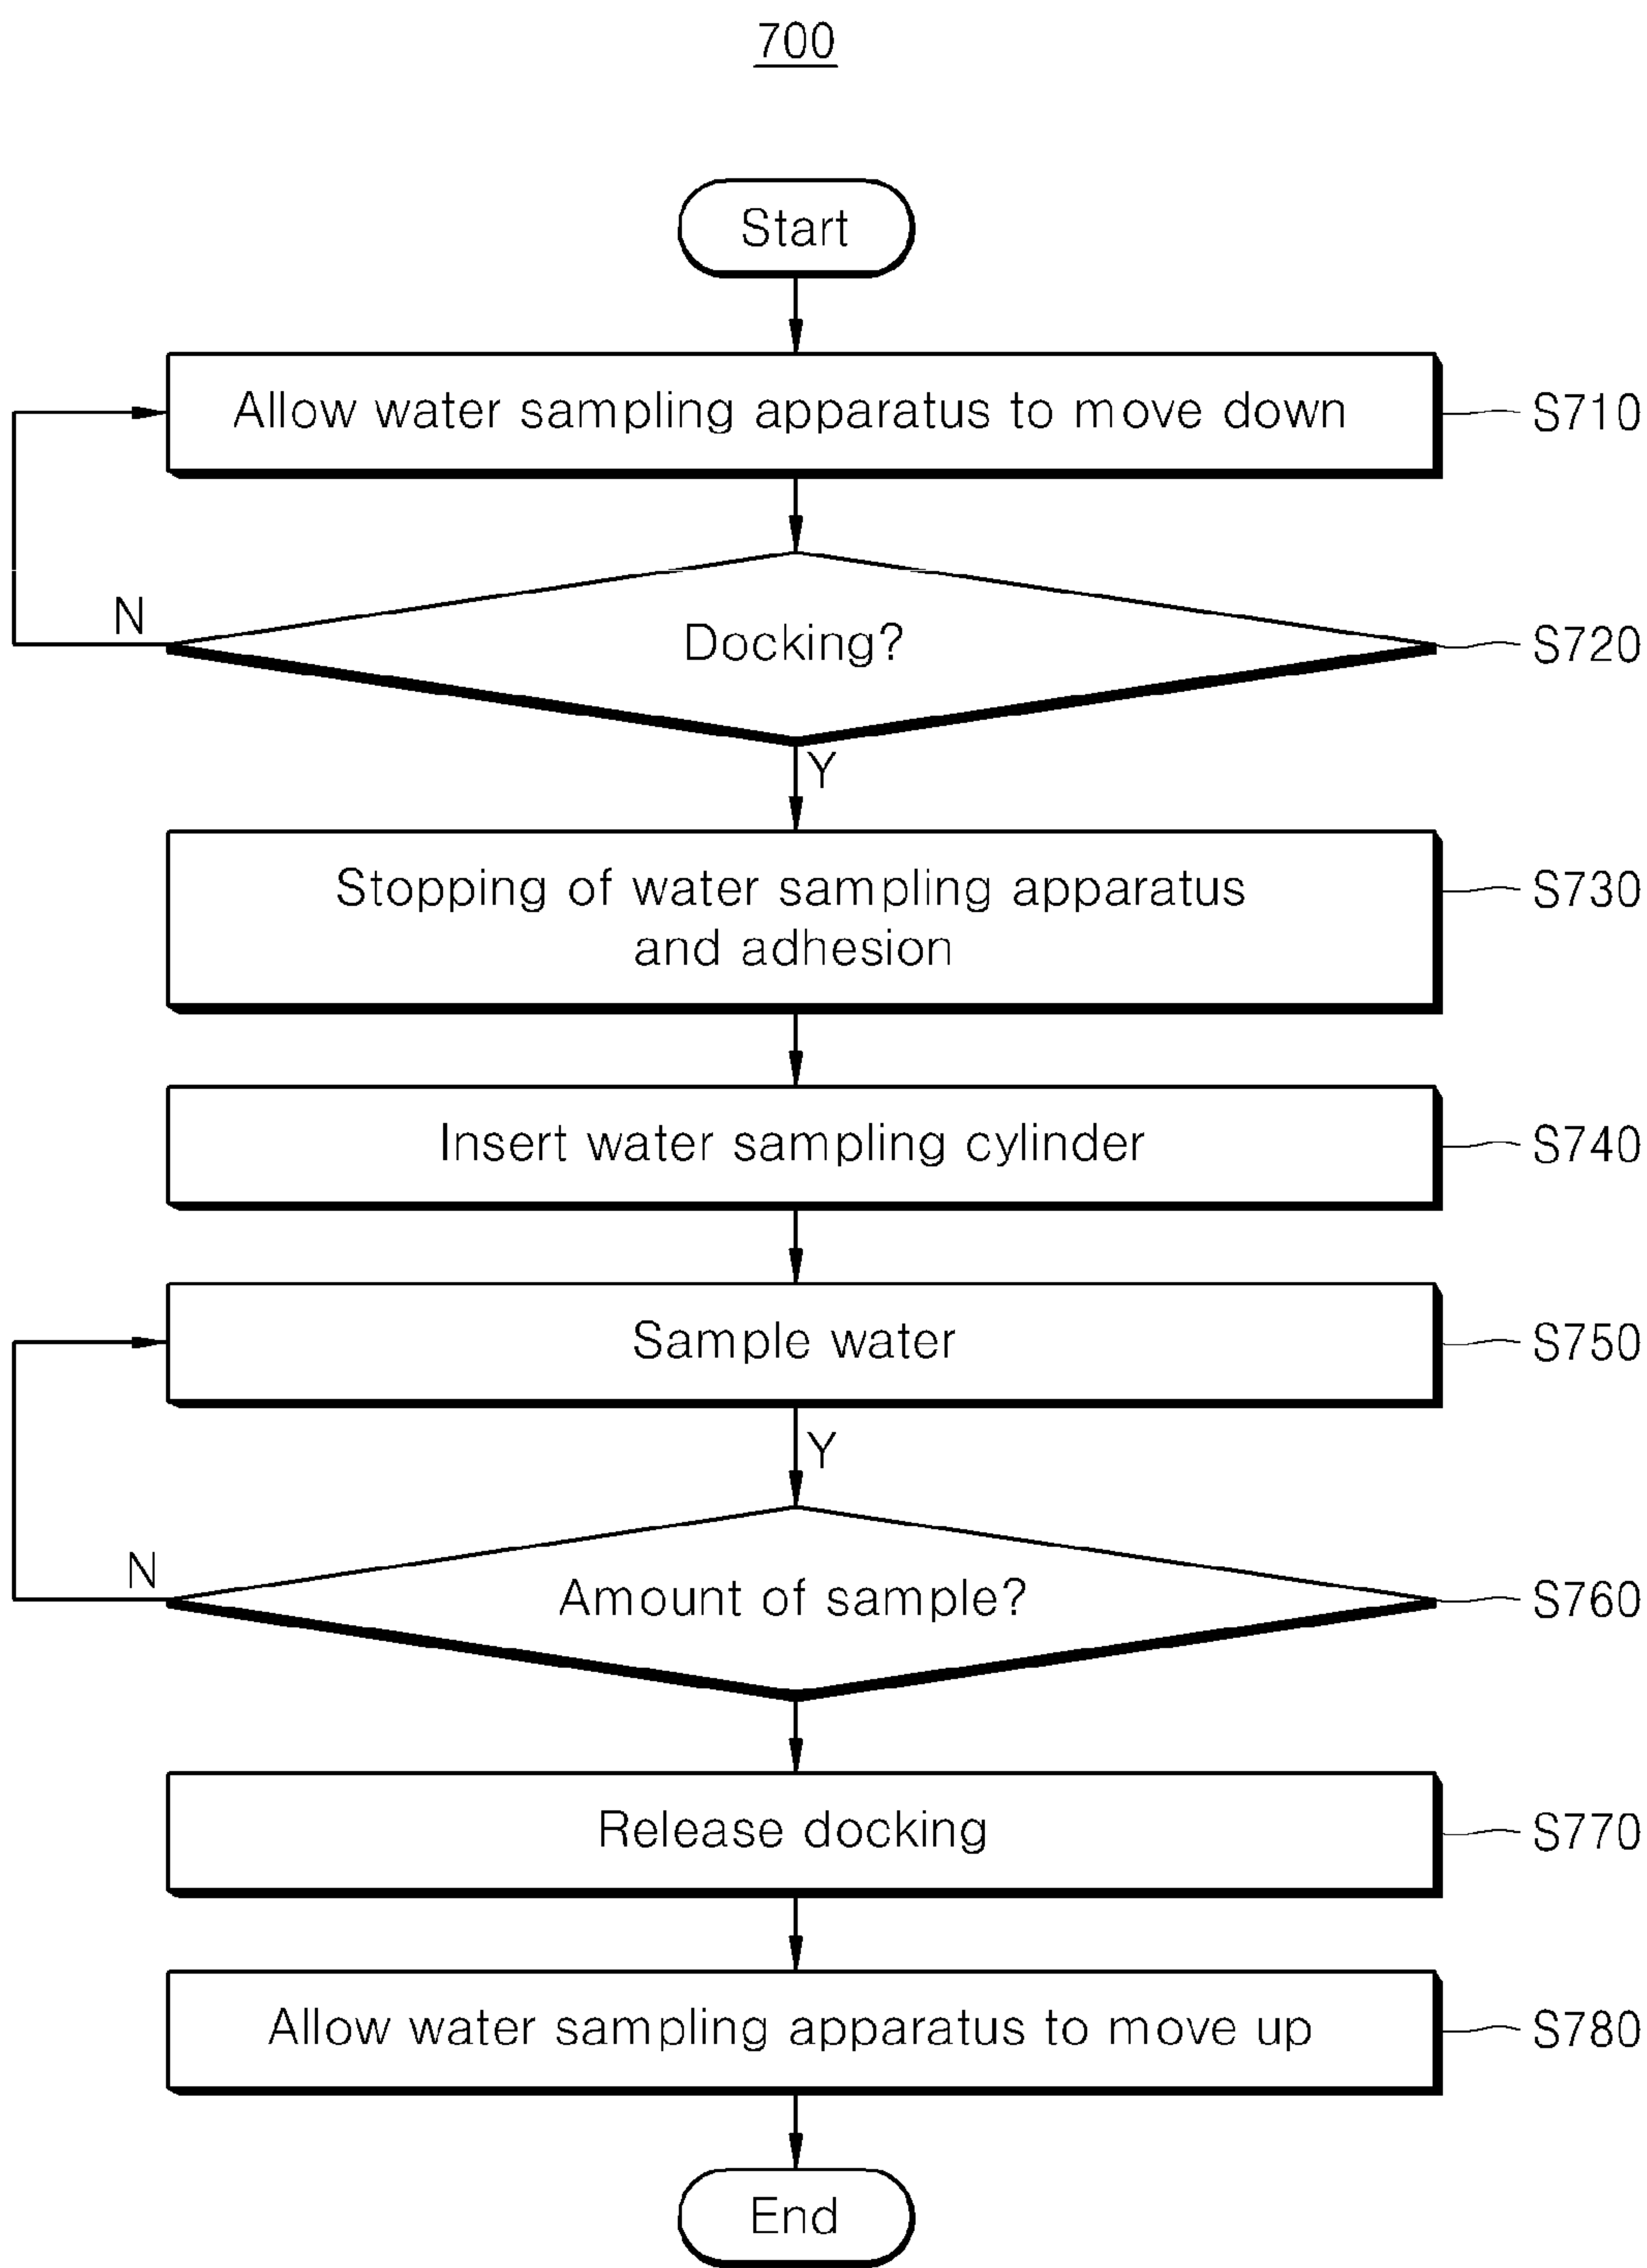 700
Start
Allow water sampling apparatus to move down
S710
N
Docking?
S720
Y
Stopping of water sampling apparatus
and adhesion
S730
Insert water sampling cylinder
S740
Sample water
S750
Y
N
Amount of sample?
S760
Release docking
S770
Allow water sampling apparatus to move up
S780
End